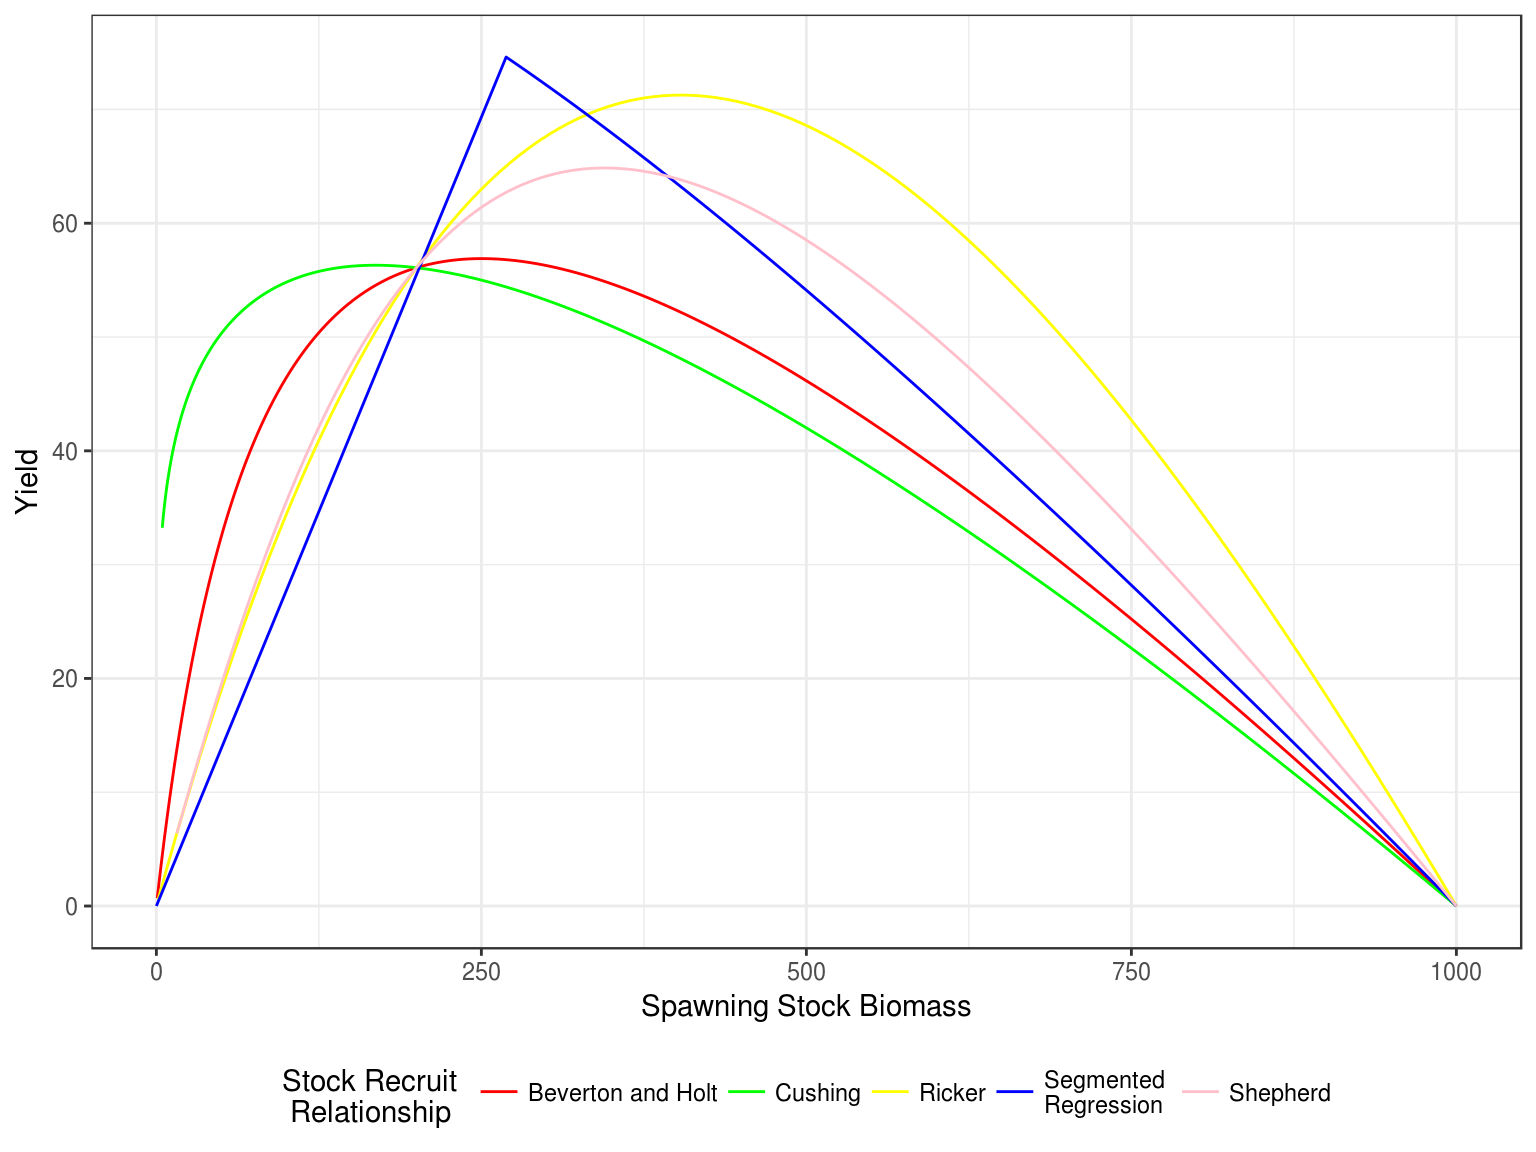 60
40
20
0
Yield
0 250 500 750 1000
Spawning Stock Biomass
Stock Recruit
Relationship
Beverton and Holt
Cushing
Ricker
Segmented
Regression
Shepherd